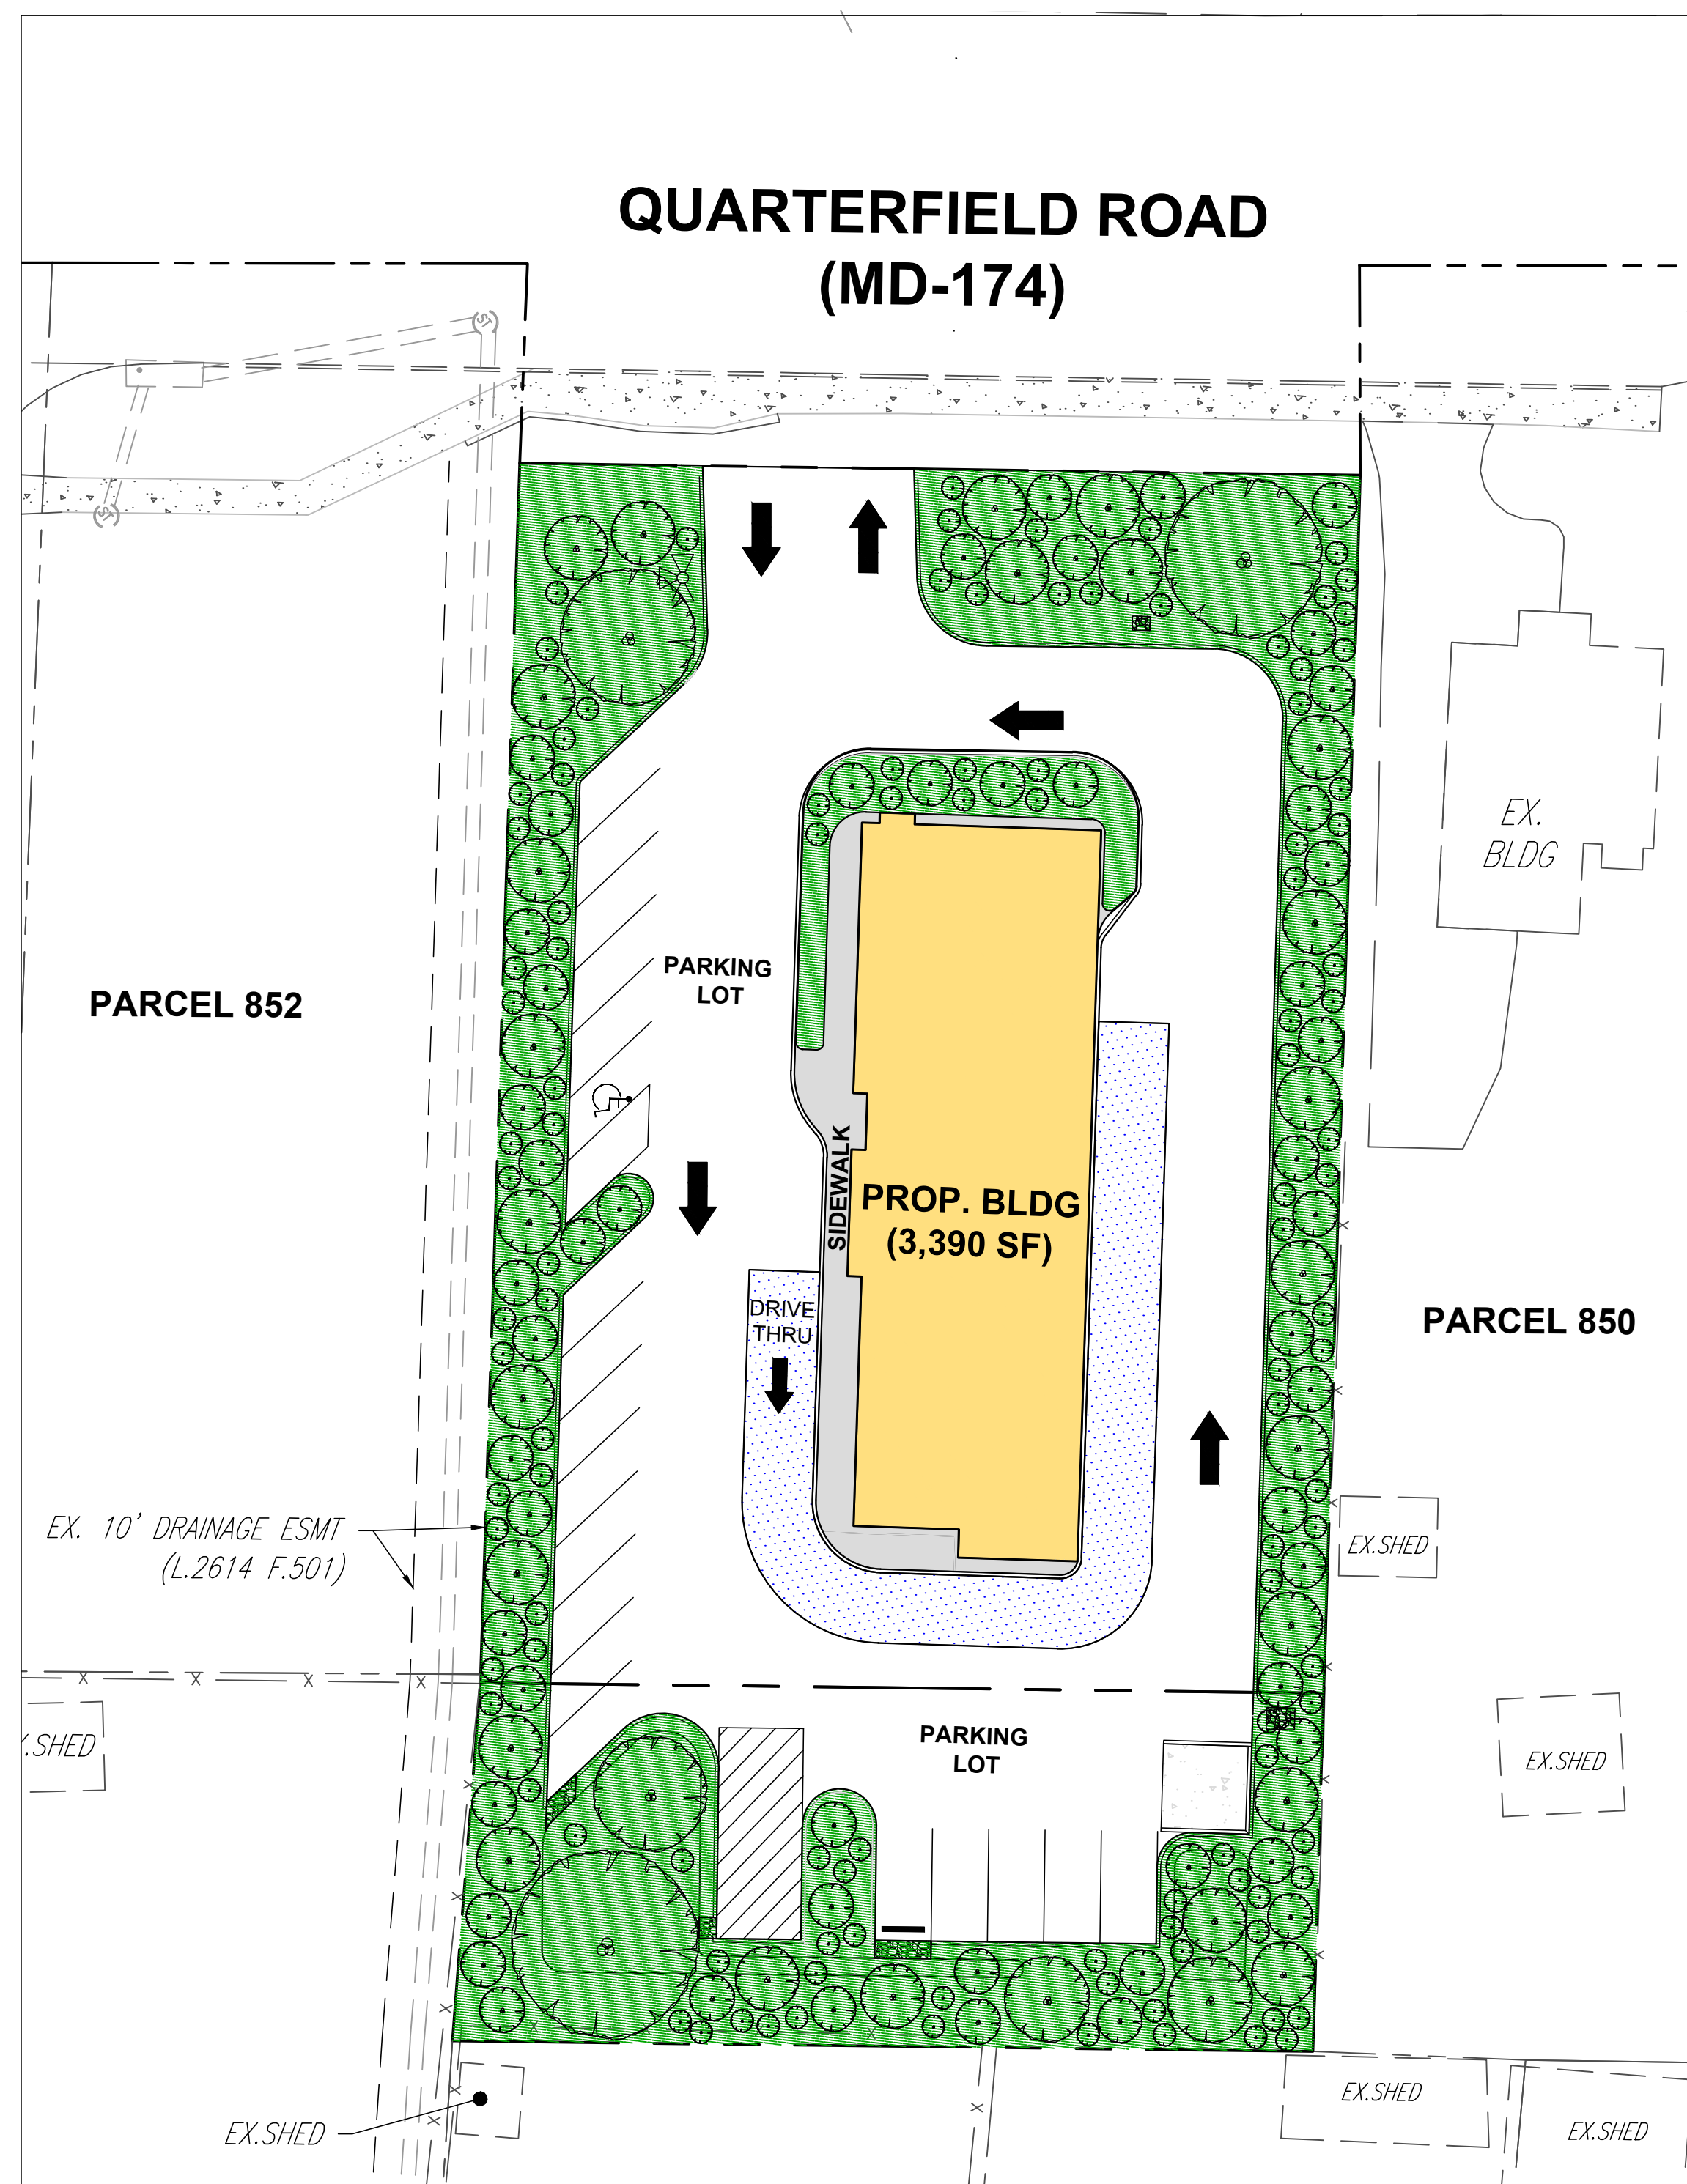 QUARTERFIELD ROAD
(MD-174)
(ST)
(ST)
EX.
BLDG
PARKING
LOT
PARCEL 852
SIDEWALK
PROP. BLDG
(3,390 SF)
DRIVE
THRU
PARCEL 850
EX. 10' DRAINAGE ESMT
(L.2614 F.501)
EX.SHED
X.SHED
PARKING
LOT
EX.SHED
EX.SHED
EX.SHED
EX.SHED